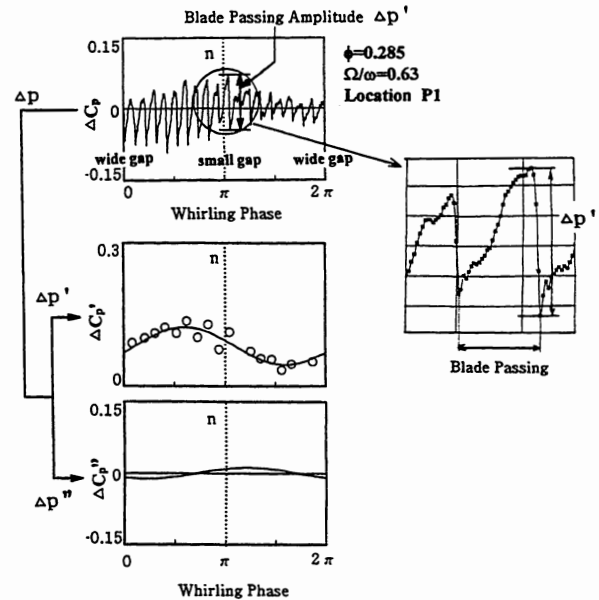 Blade Passing Amplitude Δp'
0.15
n
ϕ=0.285
Ω/ω=0.63
Location P1
Δp
ΔCp
0
wide gap
small gap
wide gap
-0.15
0
π
2π
Whirling Phase
Δp'
Blade Passing
0.3
n
Δp'
ΔCp'
0
0.15
n
ΔCp"
0
Δp"
-0.15
0
π
2π
Whirling Phase